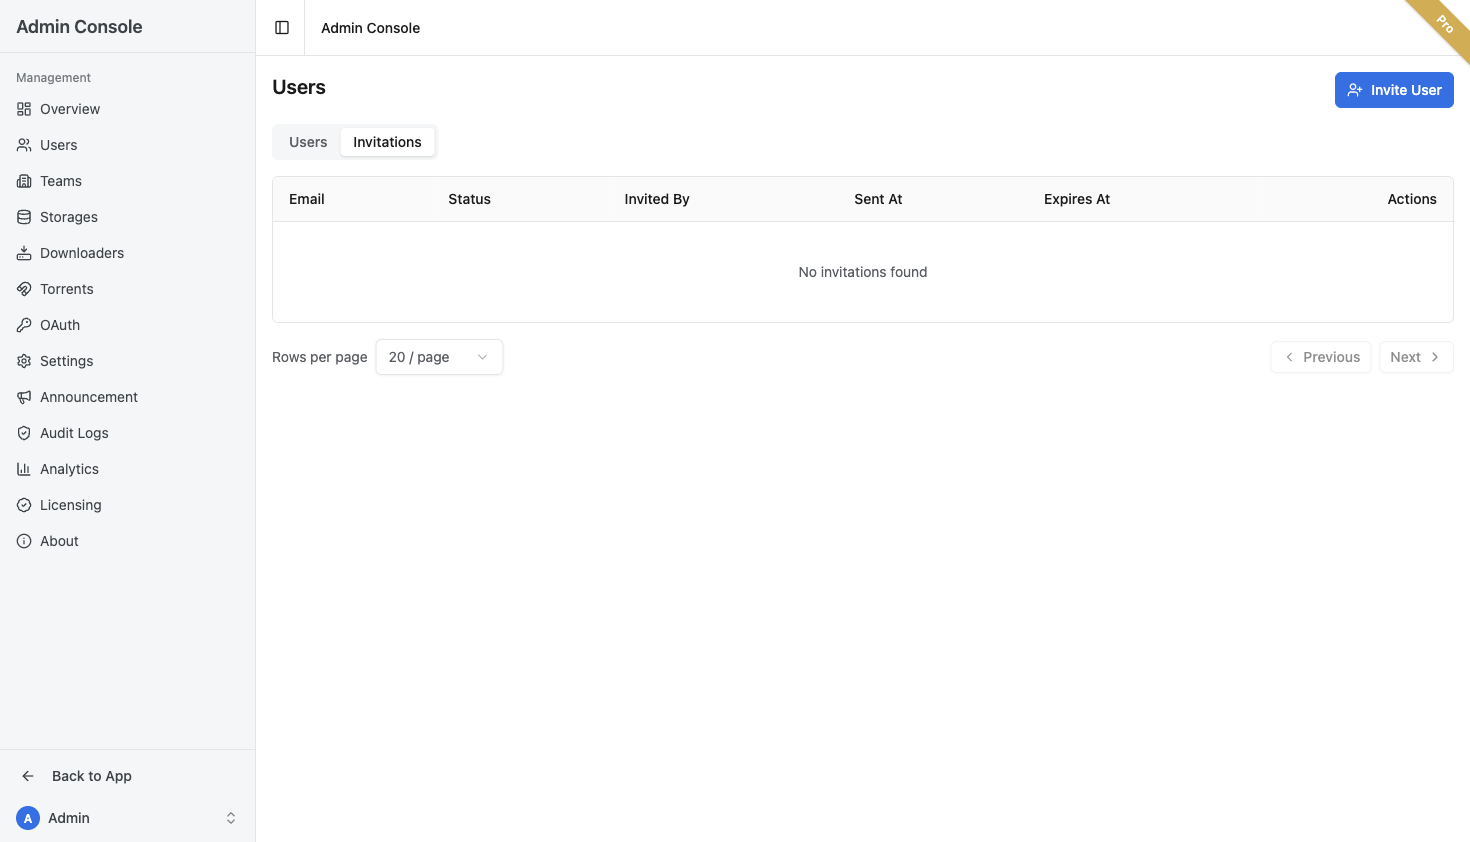 Admin Console
Management
Overview
Users
Teams
Storages
Downloaders
Torrents
OAuth
Settings
Announcement
Audit Logs
Analytics
Licensing
About
Back to App
A Admin
Admin Console
Pro
Users
Invite User
Users Invitations
Email Status Invited By Sent At Expires At Actions
No invitations found
Rows per page 20 / page Previous Next